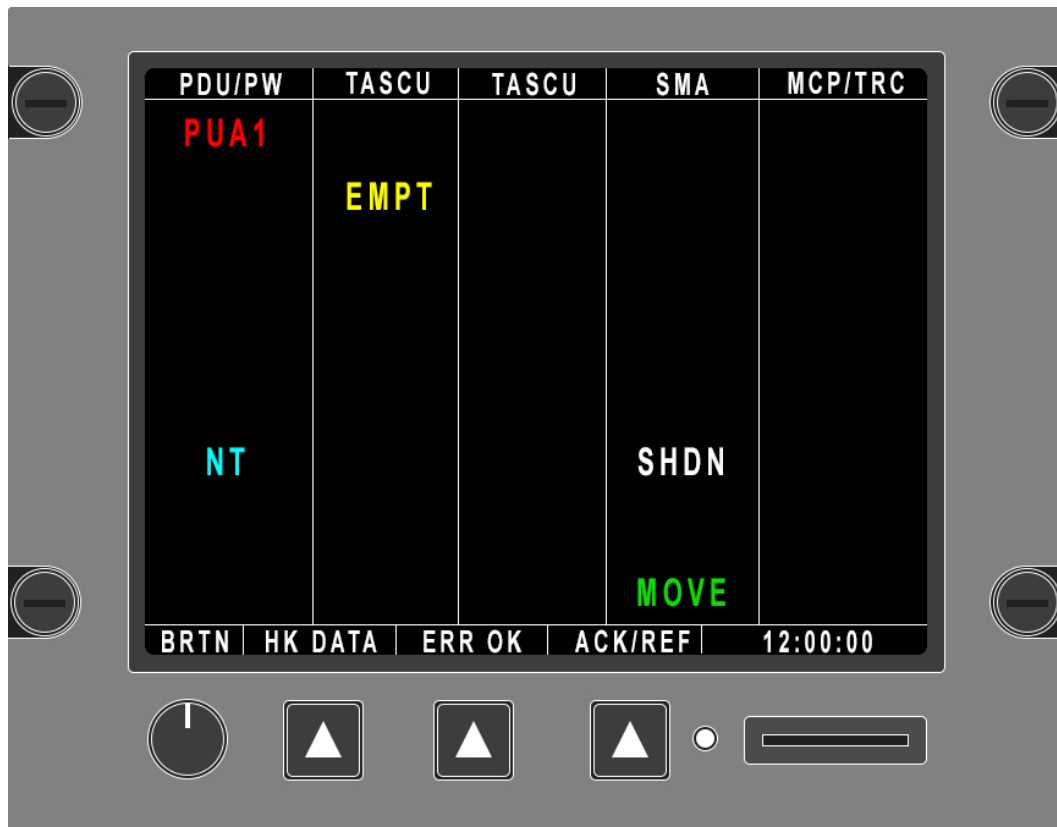 PDU/PW TASCU TASCU SMA MCP/TRC
PUA1
EMPT
NT SHDN
MOVE
BRTN HK DATA ERR OK ACK/REF 12:00:00